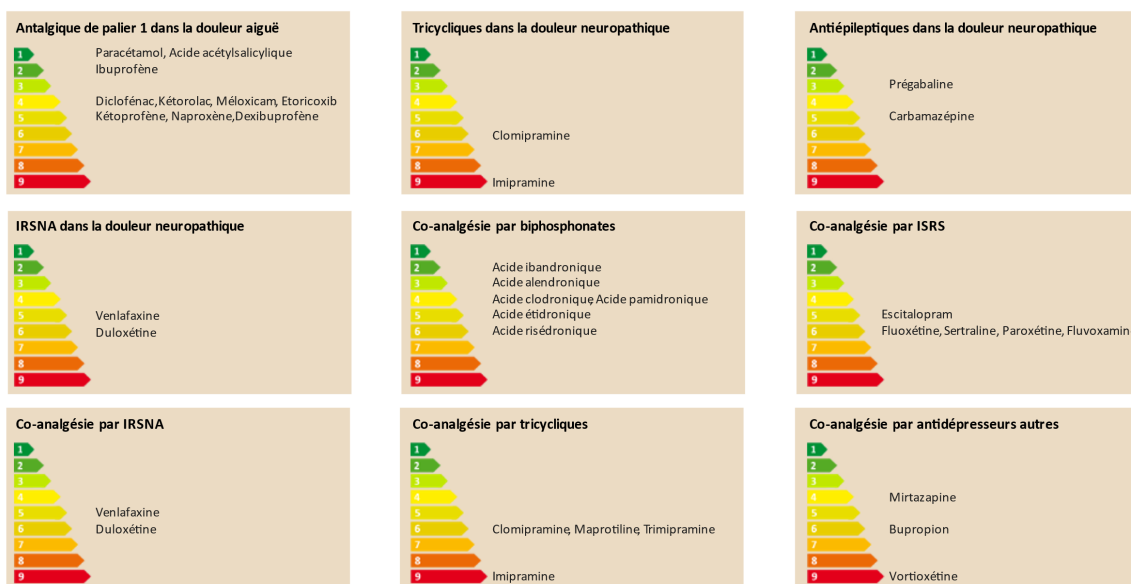 Antalgique de palier 1 dans la douleur aiguë
1 Paracétamol, Acide acétylsalicylique
2 Ibuprofène
3
4 Diclofénac,Kétorolac, Méloxicam, Etoricoxib
5 Kétoprofène, Naproxène,Dexibuprofène
6
7
8
9
Tricycliques dans la douleur neuropathique
1
2
3
4
5
6 Clomipramine
7
8
9 Imipramine
Antiépileptiques dans la douleur neuropathique
1
2
3 Prégabaline
4
5 Carbamazépine
6
7
8
9
IRSNA dans la douleur neuropathique
1
2
3
4
5 Venlafaxine
6 Duloxétine
7
8
9
Co-analgésie par biphosphonates
1
2 Acide ibandronique
3 Acide alendronique
4 Acide clodronique, Acide pamidronique
5 Acide étidronique
6 Acide risédronique
7
8
9
Co-analgésie par ISRS
1
2
3
4
5 Escitalopram
6 Fluoxétine, Sertraline, Paroxétine, Fluvoxamin
7
8
9
Co-analgésie par IRSNA
1
2
3
4
5 Venlafaxine
6 Duloxétine
7
8
9
Co-analgésie par tricycliques
1
2
3
4
5
6 Clomipramine, Maprotiline, Trimipramine
7
8
9 Imipramine
Co-analgésie par antidépresseurs autres
1
2
3
4 Mirtazapine
5
6 Bupropion
7
8
9 Vortioxétine